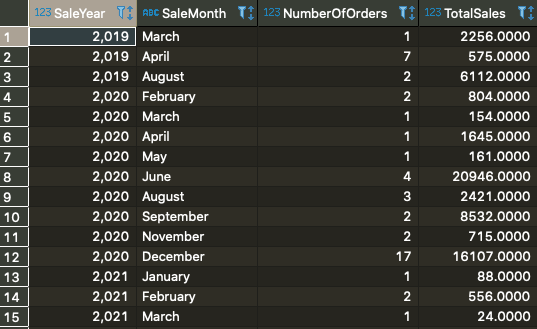 123 SaleYear ABC SaleMonth 123 NumberOfOrders 123 TotalSales
1 2,019 March 1 2256.0000
2 2,019 April 7 575.0000
3 2,019 August 2 6112.0000
4 2,020 February 2 804.0000
5 2,020 March 1 154.0000
6 2,020 April 1 1645.0000
7 2,020 May 1 161.0000
8 2,020 June 4 20946.0000
9 2,020 August 3 2421.0000
10 2,020 September 2 8532.0000
11 2,020 November 2 715.0000
12 2,020 December 17 16107.0000
13 2,021 January 1 88.0000
14 2,021 February 2 556.0000
15 2,021 March 1 24.0000